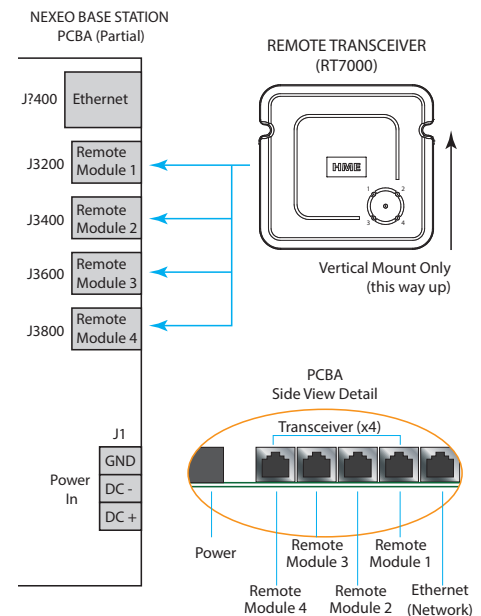 NEXEO BASE STATION
PCBA (Partial)
J?400
Ethernet
J3200
Remote
Module 1
J3400
Remote
Module 2
J3600
Remote
Module 3
J3800
Remote
Module 4
J1
Power
In
GND
DC -
DC +
REMOTE TRANSCEIVER
(RT7000)
HME
1
2
3
4
Vertical Mount Only
(this way up)
PCBA
Side View Detail
Transceiver (x4)
Power
Remote
Module 3
Remote
Module 1
Remote
Module 4
Remote
Module 2
Ethernet
(Network)